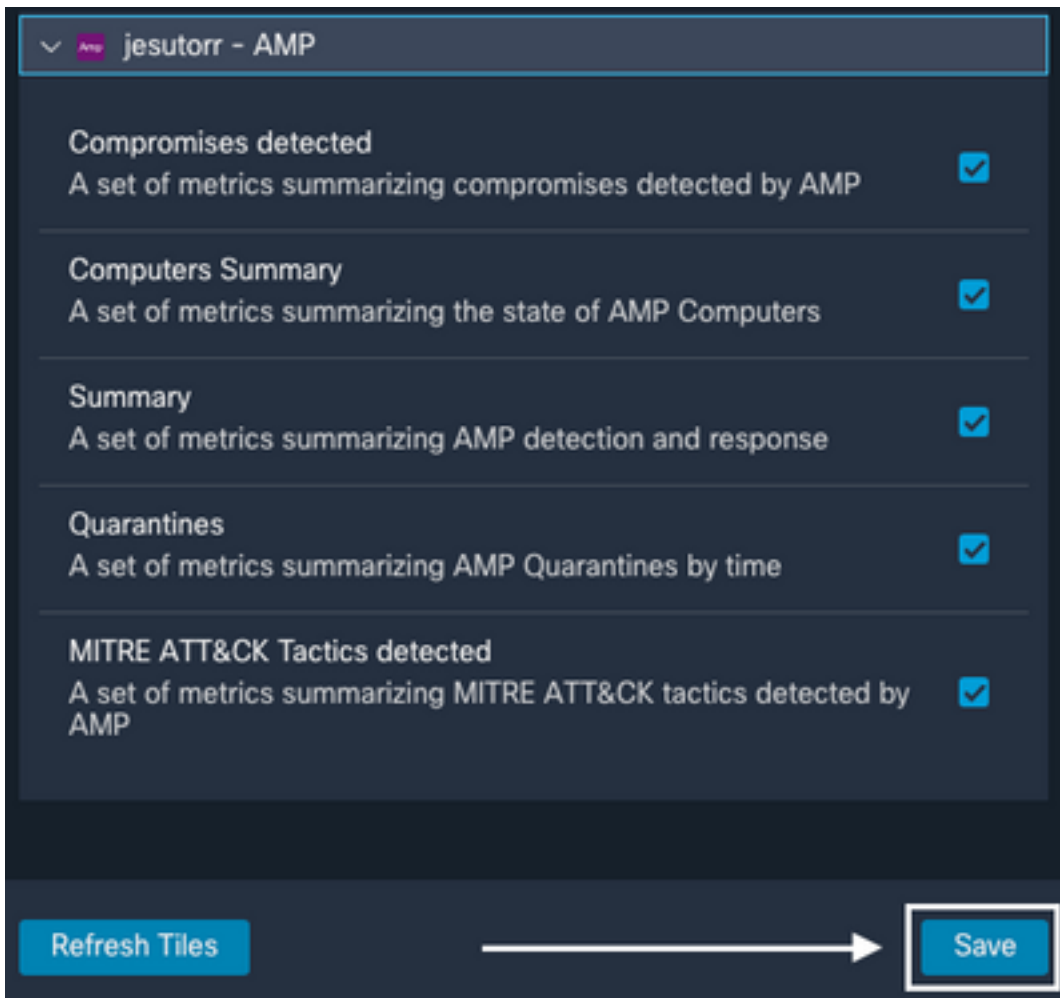 Amp jesutorr - AMP
Compromises detected
A set of metrics summarizing compromises detected by AMP
Computers Summary
A set of metrics summarizing the state of AMP Computers
Summary
A set of metrics summarizing AMP detection and response
Quarantines
A set of metrics summarizing AMP Quarantines by time
MITRE ATT&CK Tactics detected
A set of metrics summarizing MITRE ATT&CK tactics detected by
AMP
Refresh Tiles
Save